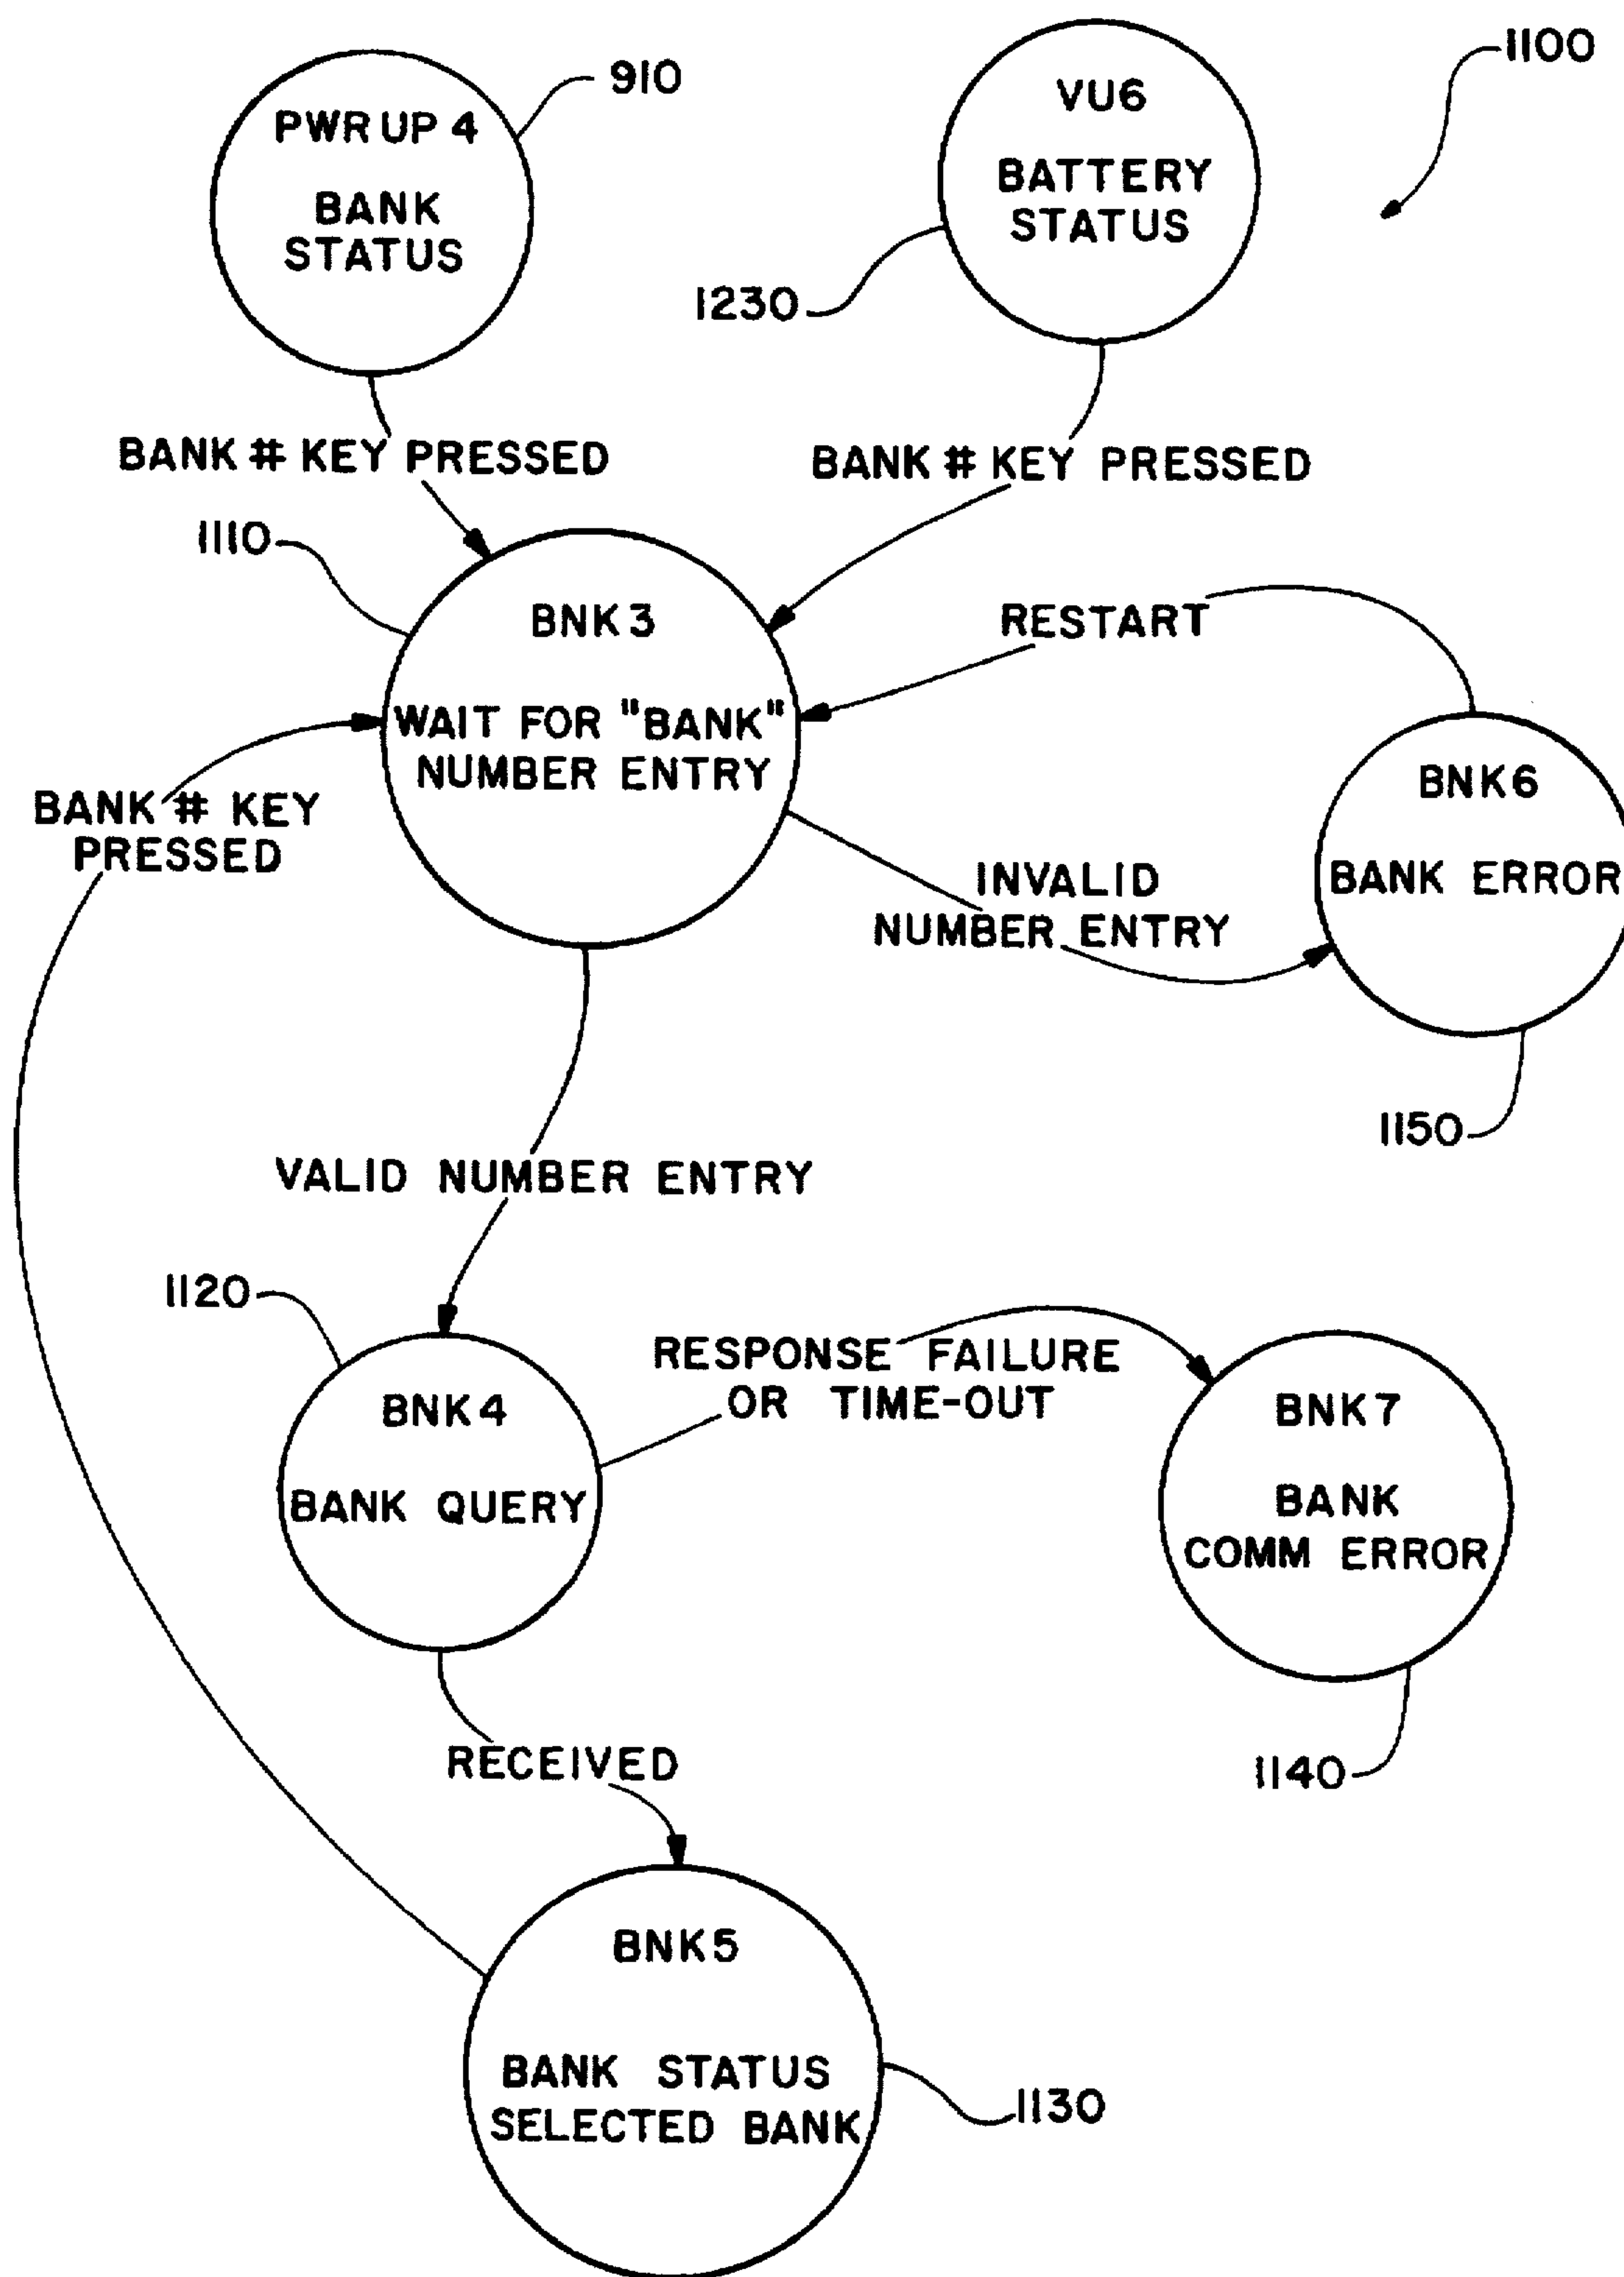 1100
910
PWR UP 4
BANK
STATUS
VU6
BATTERY
STATUS
1230
BANK # KEY PRESSED
BANK # KEY PRESSED
1110
BNK3
WAIT FOR "BANK"
NUMBER ENTRY
RESTART
BNK6
BANK ERROR
BANK # KEY
PRESSED
INVALID
NUMBER ENTRY
1150
VALID NUMBER ENTRY
1120
BNK4
BANK QUERY
RESPONSE FAILURE
OR TIME-OUT
BNK7
BANK
COMM ERROR
1140
RECEIVED
BNK5
BANK STATUS
SELECTED BANK
1130